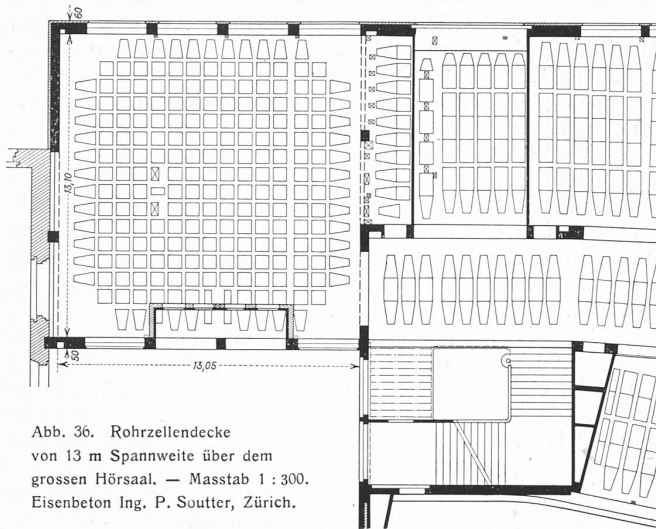 60
13,10
50
13,05
Abb. 36. Rohrzellendecke
von 13 m Spannweite über dem
grossen Hörsaal. — Masstab 1 : 300.
Eisenbeton Ing. P. Soutter, Zürich.